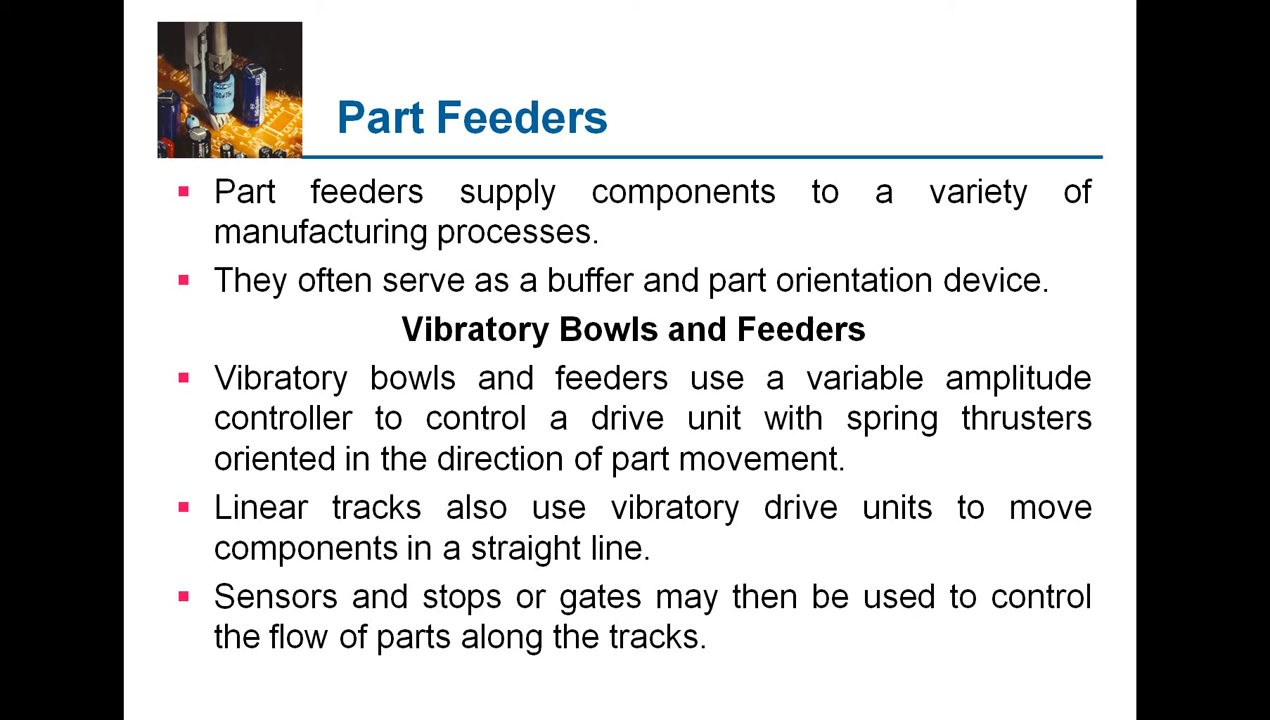 Part Feeders
Part feeders supply components to a variety of
manufacturing processes.
They often serve as a buffer and part orientation device.
Vibratory Bowls and Feeders
Vibratory bowls and feeders use a variable amplitude
controller to control a drive unit with spring thrusters
oriented in the direction of part movement.
Linear tracks also use vibratory drive units to move
components in a straight line.
Sensors and stops or gates may then be used to control
the flow of parts along the tracks.